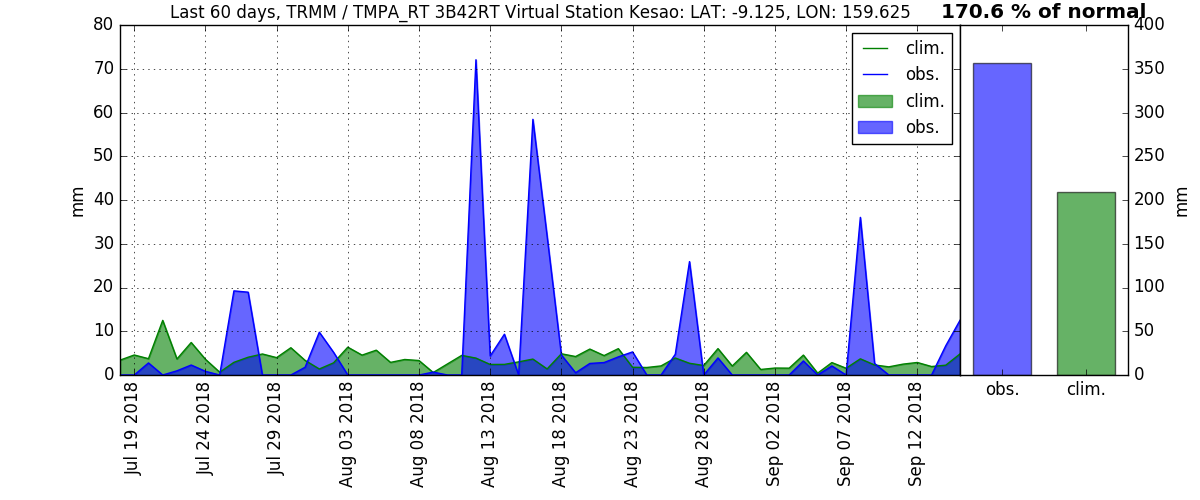 Last 60 days, TRMM / TMPA_RT 3B42RT Virtual Station Kesao: LAT: -9.125, LON: 159.625
170.6 % of normal
80
70
60
50
40
30
20
10
0
mm
clim.
obs.
clim.
obs.
Jul 19 2018
Jul 24 2018
Jul 29 2018
Aug 03 2018
Aug 08 2018
Aug 13 2018
Aug 18 2018
Aug 23 2018
Aug 28 2018
Sep 02 2018
Sep 07 2018
Sep 12 2018
obs.
clim.
400
350
300
250
200
150
100
50
0
mm